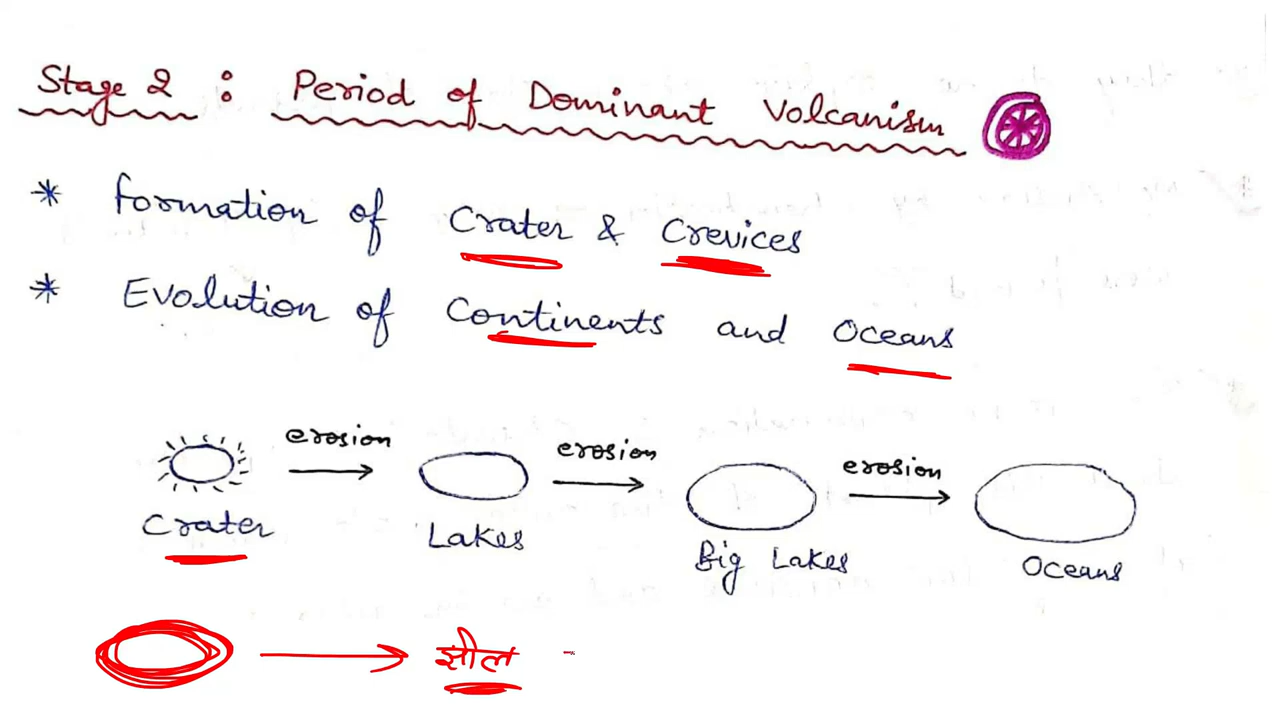 Stage 2 : Period of Dominant Volcanism
* Formation of Crater & Crevices
* Evolution of Continents and Oceans
erosion erosion erosion
Crater Lakes Big Lakes Oceans
झील